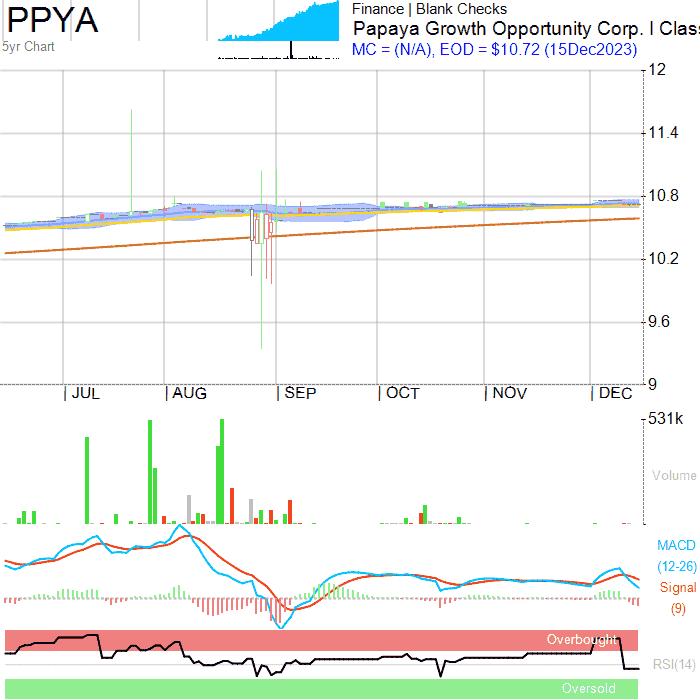 PPYA
5yr Chart
Finance | Blank Checks
Papaya Growth Opportunity Corp. I Clas
MC = (N/A), EOD = $10.72 (15Dec2023)
12
11.4
10.8
10.2
9.6
9
JUL AUG SEP OCT NOV DEC
531k
Volume
MACD
(12-26)
Signal
(9)
Overbought
RSI(14)
Oversold